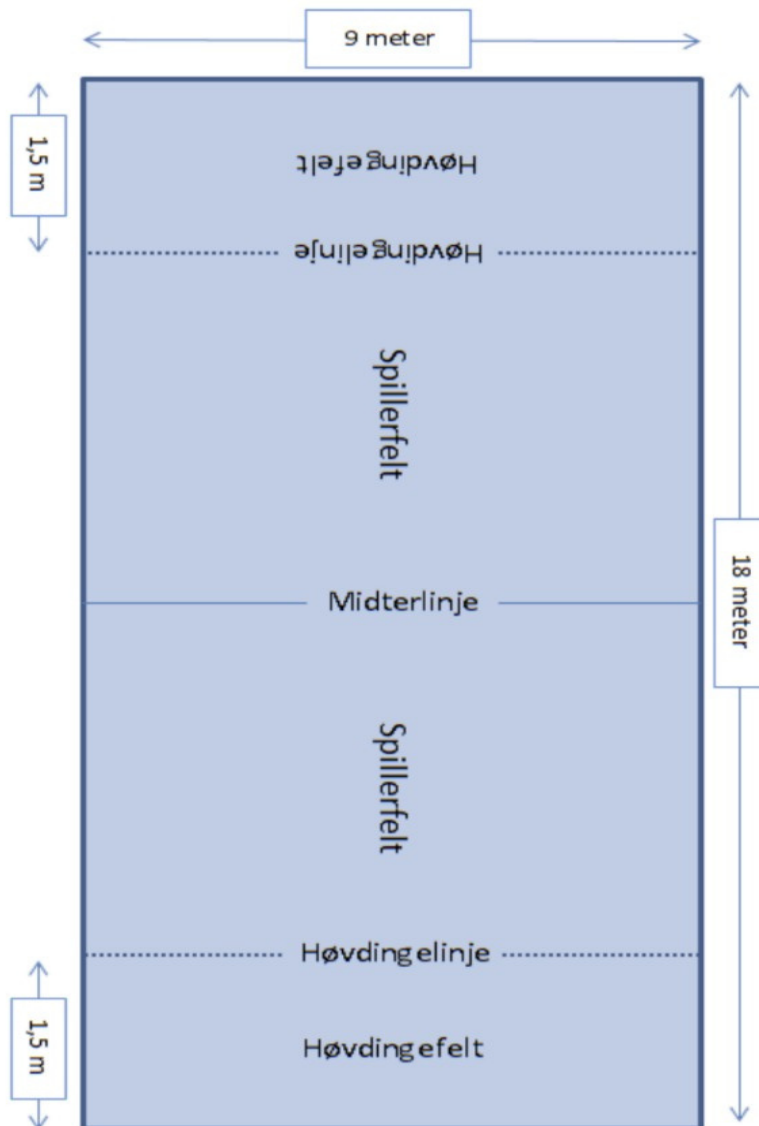 9 meter
1,5 m
Høvdingefelt
Høvdingelinje
Spillerfelt
Midterlinje
18 meter
Spillerfelt
Høvdingelinje
1,5 m
Høvdingefelt